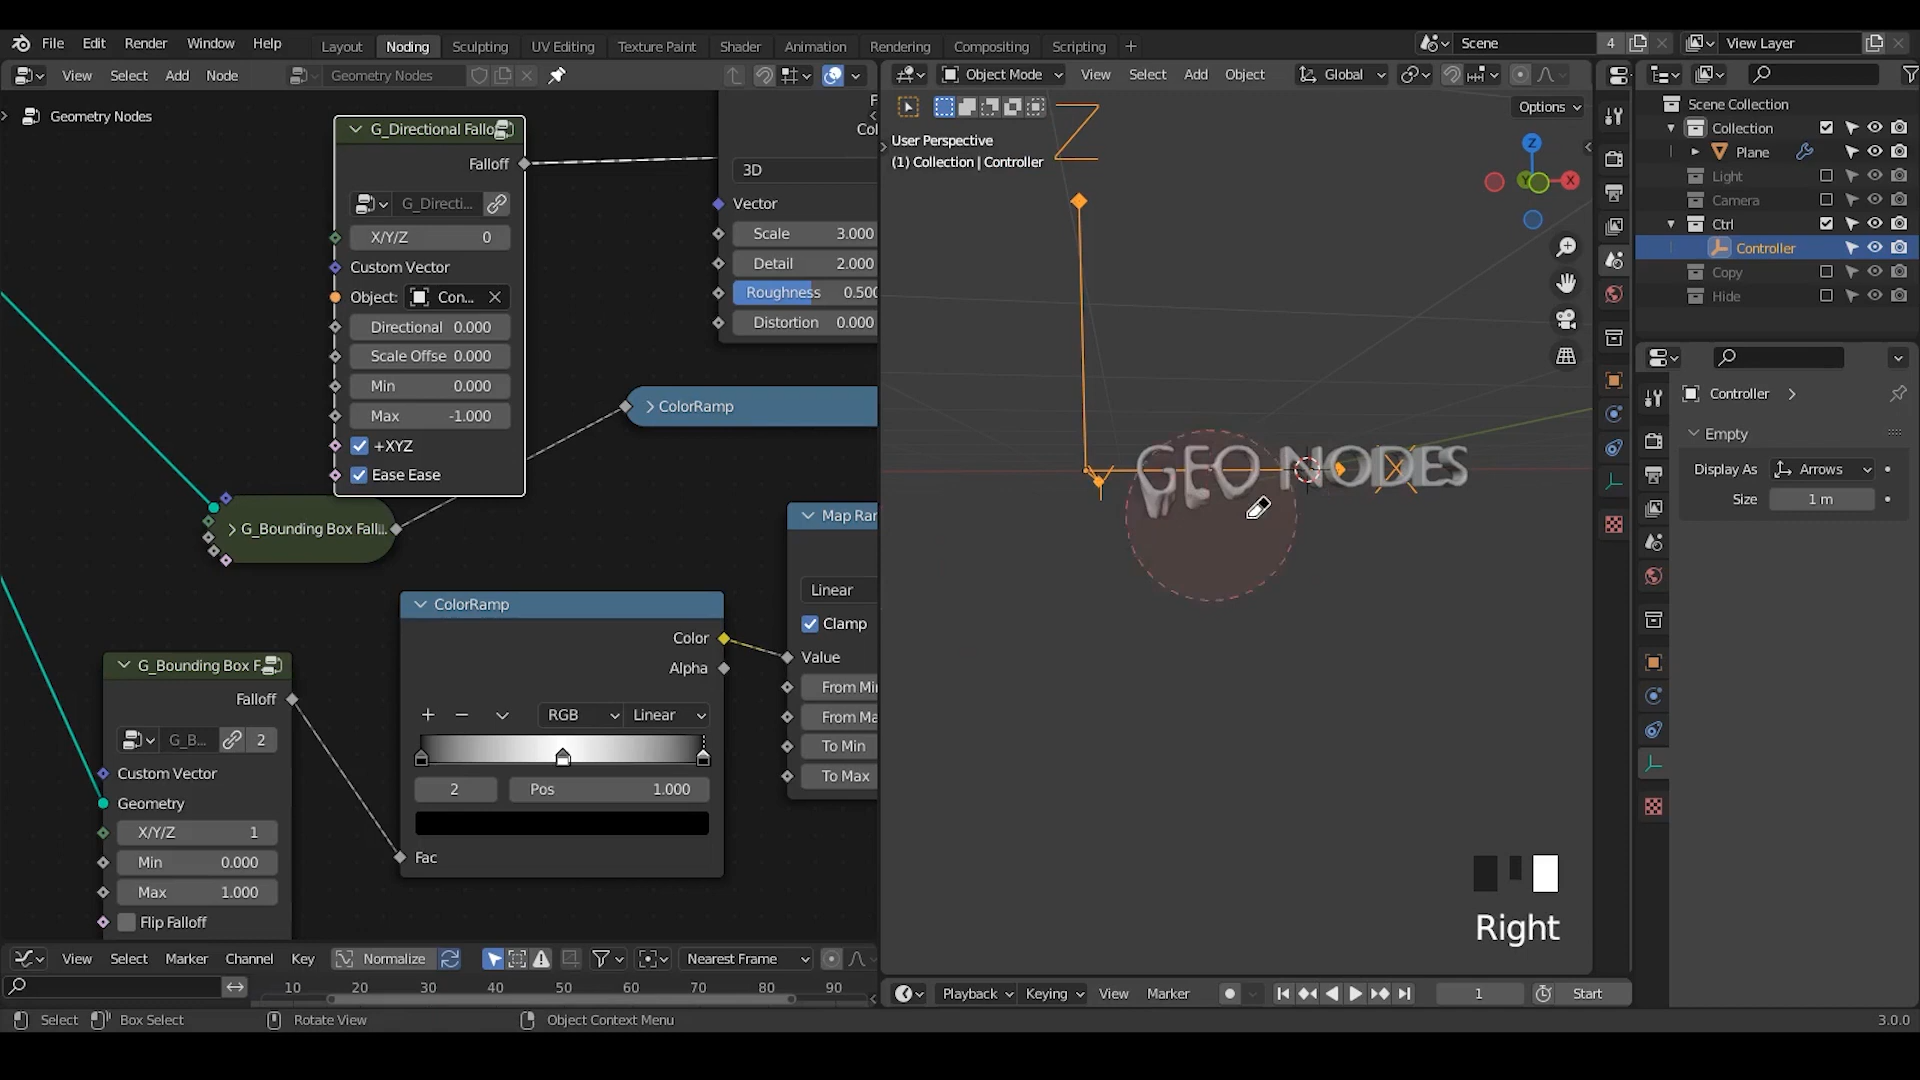 File Edit Render Window Help Layout Noding Sculpting UV Editing Texture Paint Shader Animation Rendering Compositing Scripting + Scene 4 View Layer
View Select Add Node Geometry Nodes Object Mode View Select Add Object Global
Geometry Nodes
G_Directional Fallo
Falloff
G_Directi...
X/Y/Z 0
Custom Vector
Object: Con...
Directional 0.000
Scale Offse 0.000
Min 0.000
Max -1.000
+XYZ
Ease Ease
3D
Vector
Scale 3.000
Detail 2.000
Roughness 0.500
Distortion 0.000
ColorRamp
G_Bounding Box Fall...
G_Bounding Box F
Falloff
G_B... 2
Custom Vector
Geometry
X/Y/Z 1
Min 0.000
Max 1.000
Flip Falloff
ColorRamp
Color
Alpha
RGB Linear
2 Pos 1.000
Fac
Map Ran
Linear
Clamp
Value
From Min
From Ma
To Min
To Max
Options
User Perspective
(1) Collection | Controller
Z
Y
X
Z
X
Y
GEO NODES
Right
Scene Collection
Collection
Plane
Light
Camera
Ctrl
Controller
Copy
Hide
Controller
Empty
Display As Arrows
Size 1 m
View Select Marker Channel Key Normalize Nearest Frame
10 20 30 40 50 60 70 80 90
Playback Keying View Marker 1 Start
Select Box Select Rotate View Object Context Menu 3.0.0